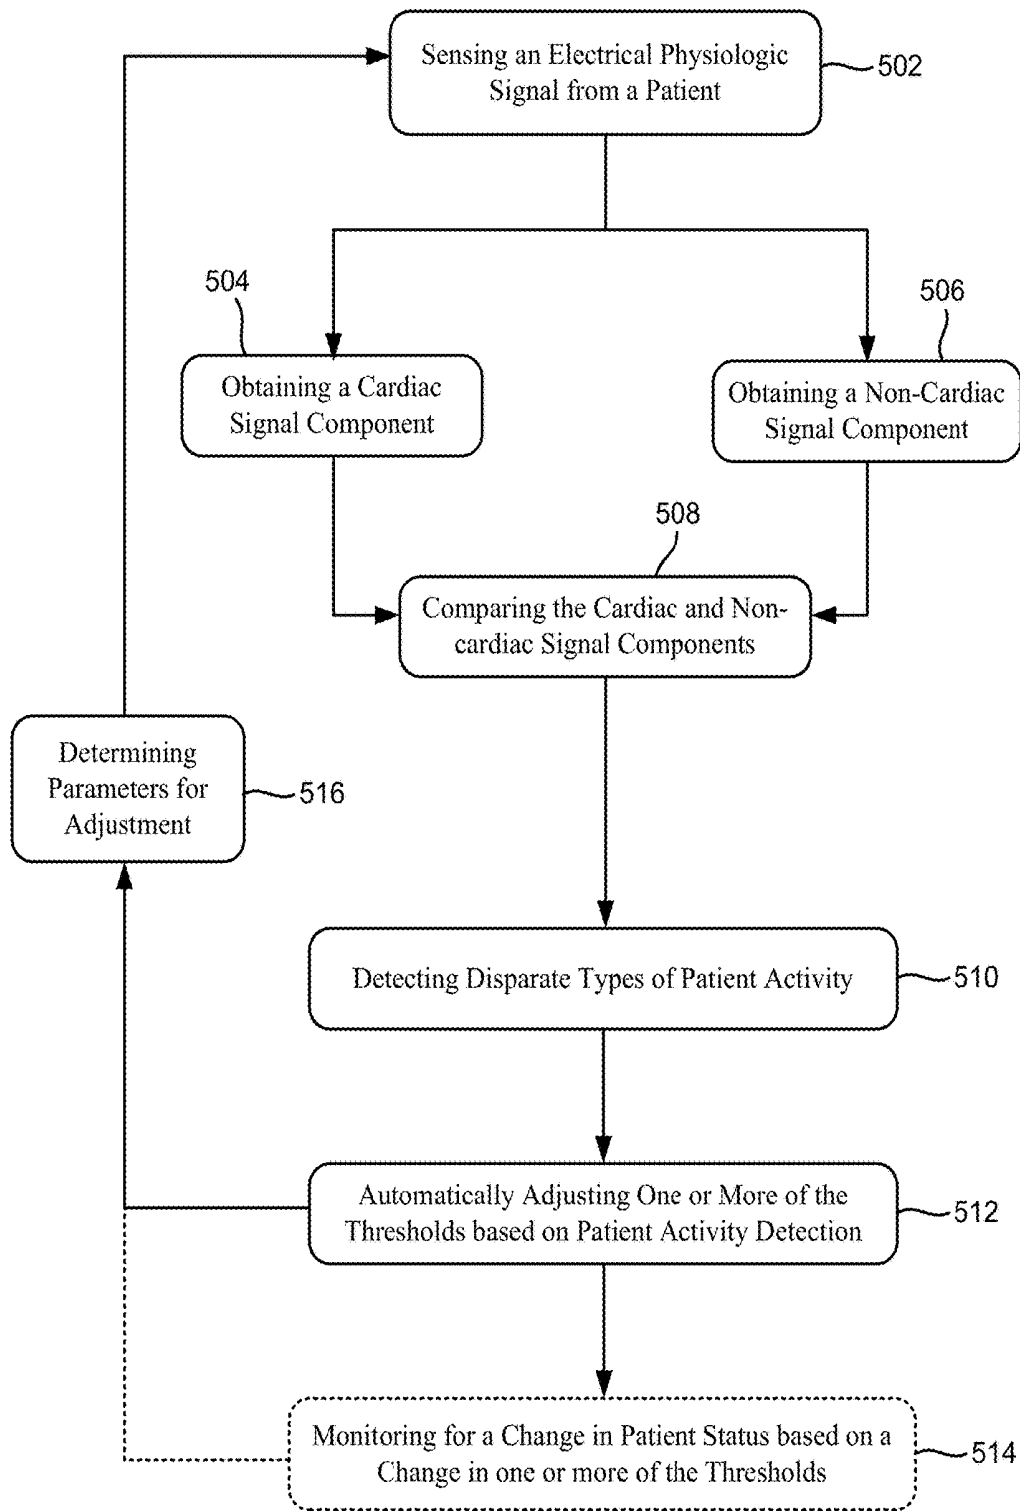 Sensing an Electrical Physiologic
Signal from a Patient
502
504
506
Obtaining a Cardiac
Signal Component
Obtaining a Non-Cardiac
Signal Component
508
Comparing the Cardiac and Non-
cardiac Signal Components
Determining
Parameters for
Adjustment
516
Detecting Disparate Types of Patient Activity
510
Automatically Adjusting One or More of the
Thresholds based on Patient Activity Detection
512
Monitoring for a Change in Patient Status based on a
Change in one or more of the Thresholds
514